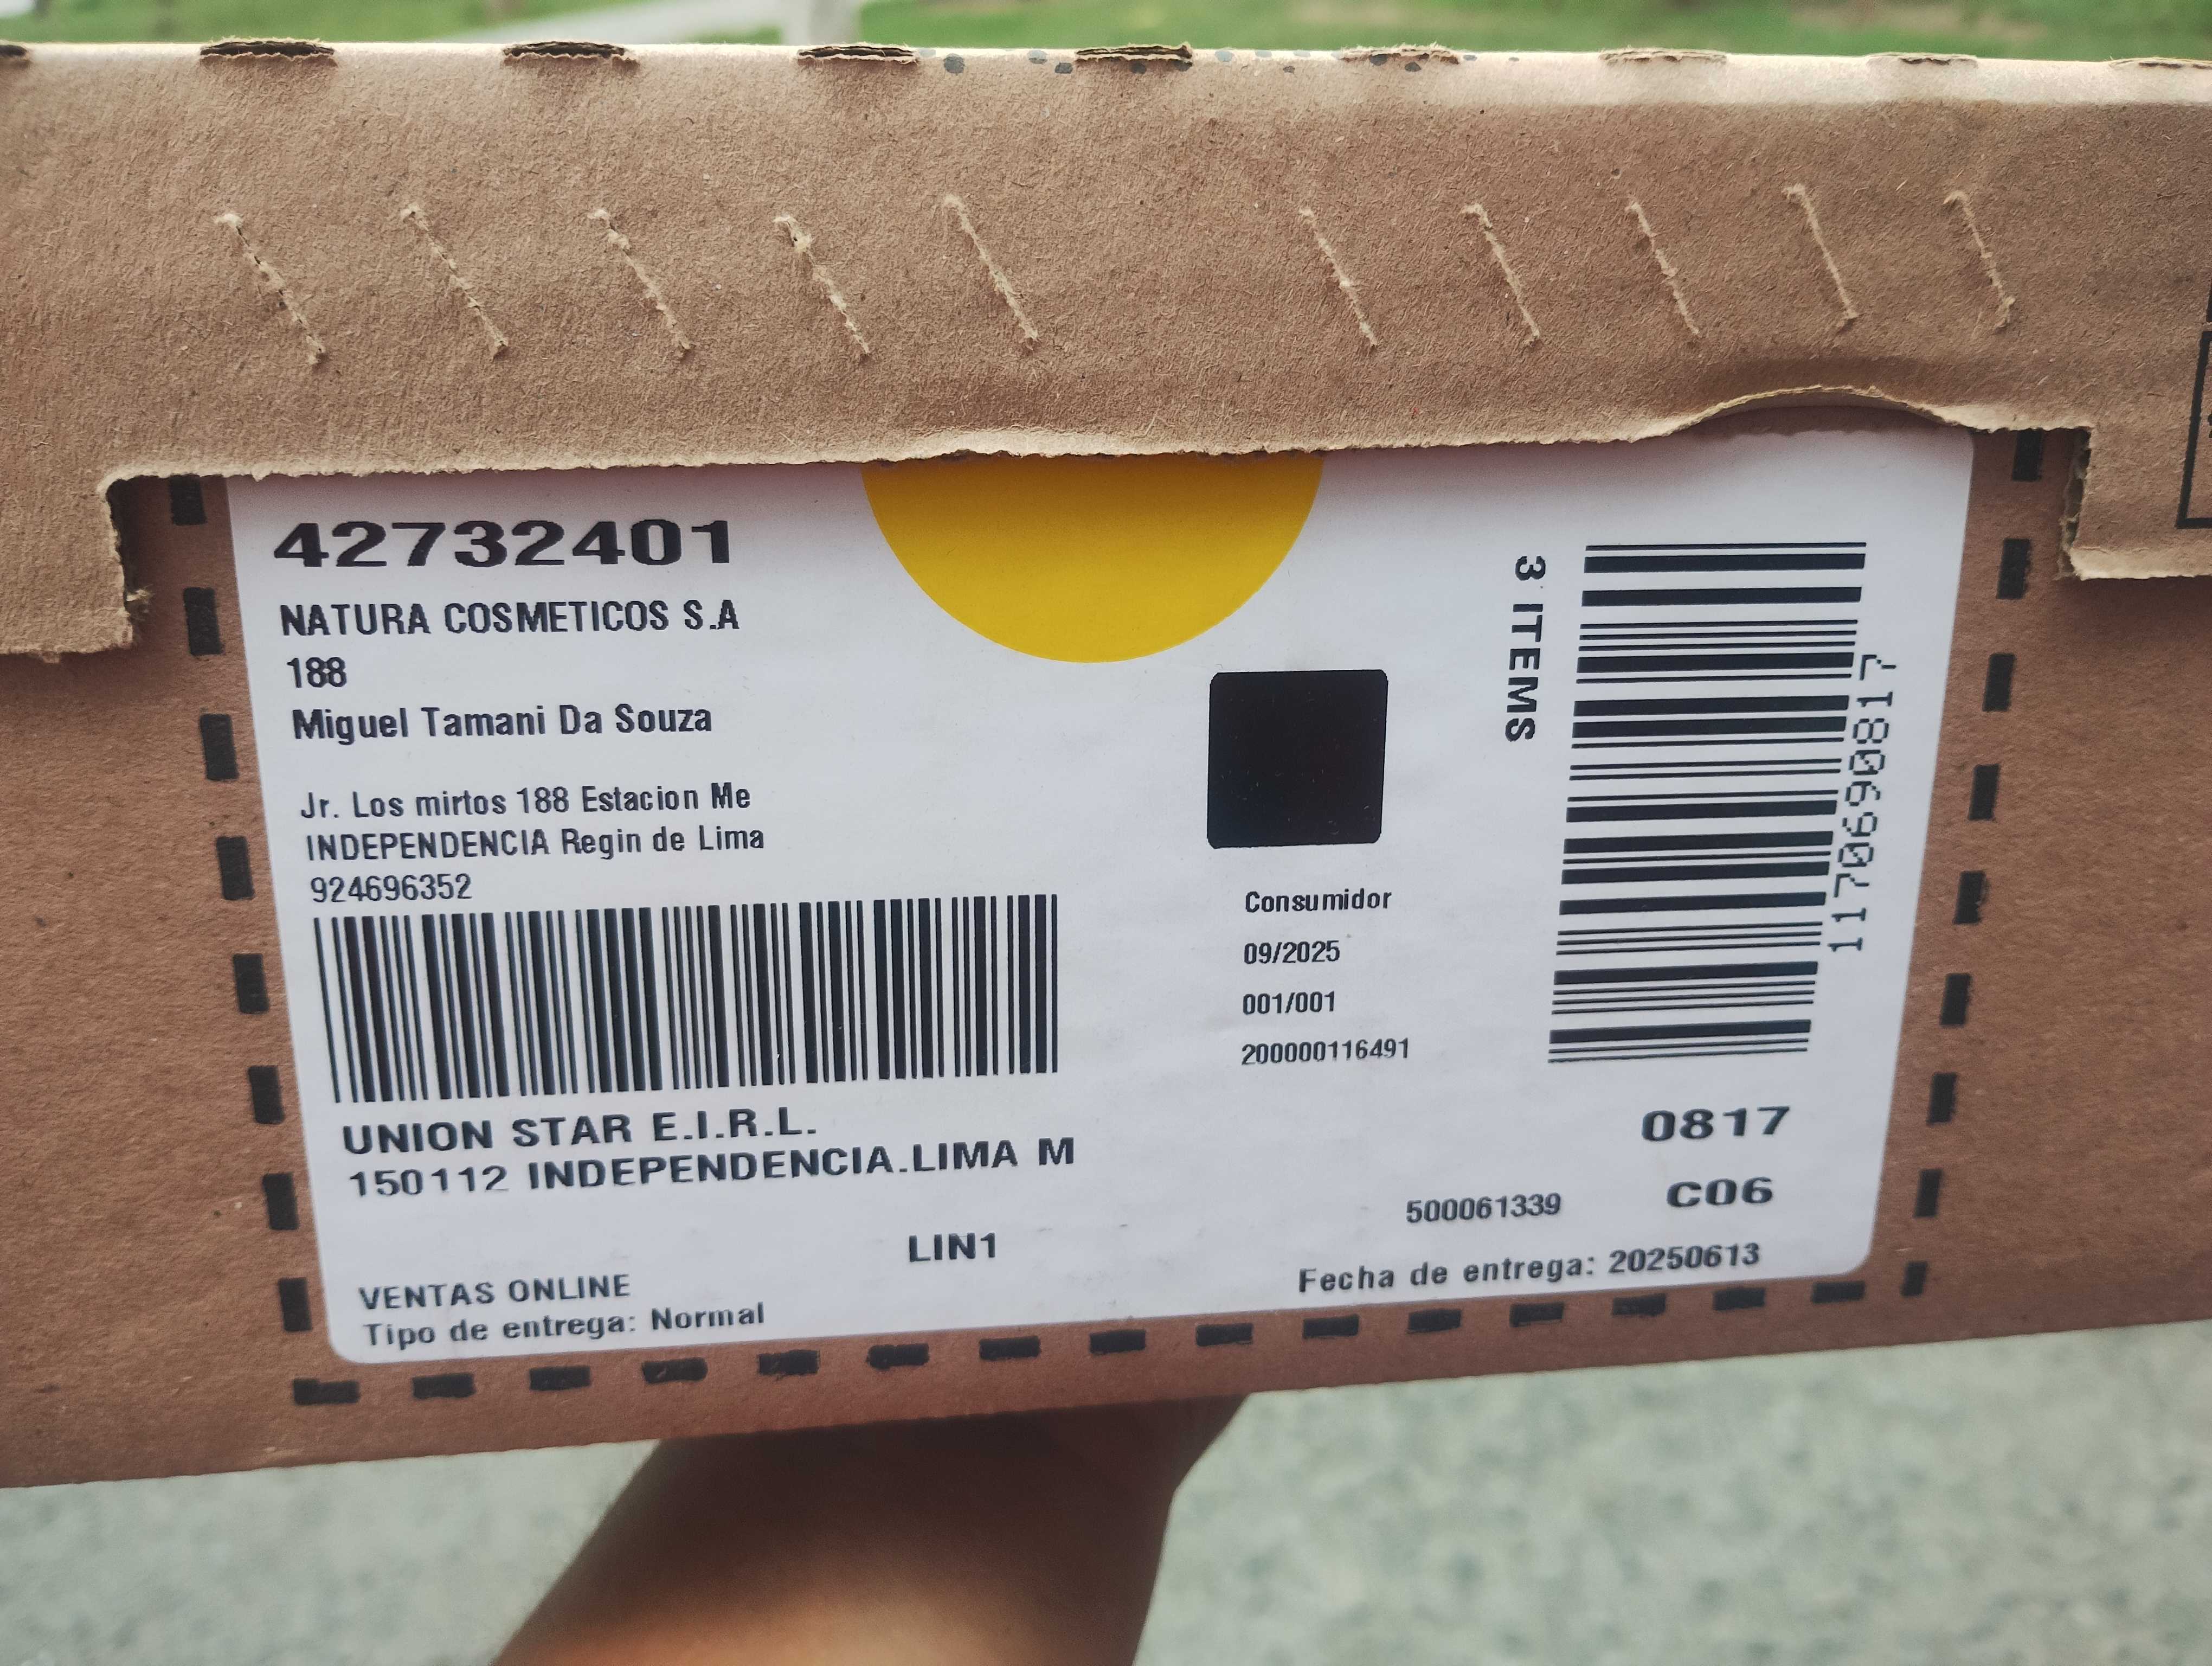 42732401
NATURA COSMETICOS S.A
188
Miguel Tamani Da Souza
Jr. Los mirtos 188 Estacion Me
INDEPENDENCIA Regin de Lima
924696352
UNION STAR E.I.R.L.
150112 INDEPENDENCIA.LIMA M
LIN1
VENTAS ONLINE
Tipo de entrega: Normal
Consumidor
09/2025
001/001
200000116491
3 ITEMS
117069081​7
0817
C06
500061339
Fecha de entrega: 20250613